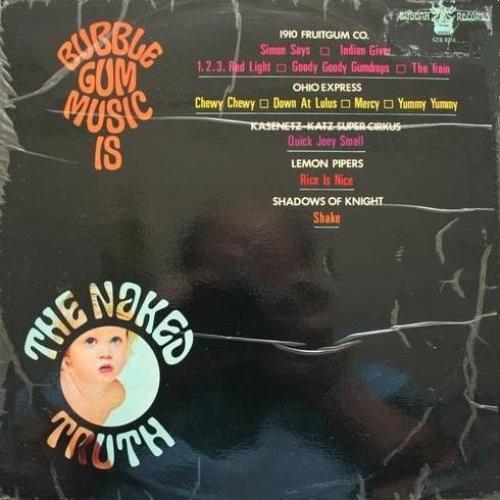 BUBBLE
GUM
MUSIC
IS
BUDDAH RECORDS
1910 FRUITGUM CO.
Simon Says □ Indian Giver
1.2.3. Red Light □ Goody Goody Gumdrops □ The Train
OHIO EXPRESS
Chewy Chewy □ Down At Lulus □ Mercy □ Yummy Yummy
KASENETZ-KATZ SUPER CIRKUS
Quick Joey Small
LEMON PIPERS
Rice Is Nice
SHADOWS OF KNIGHT
Shake
THE NAKED
TRUTH